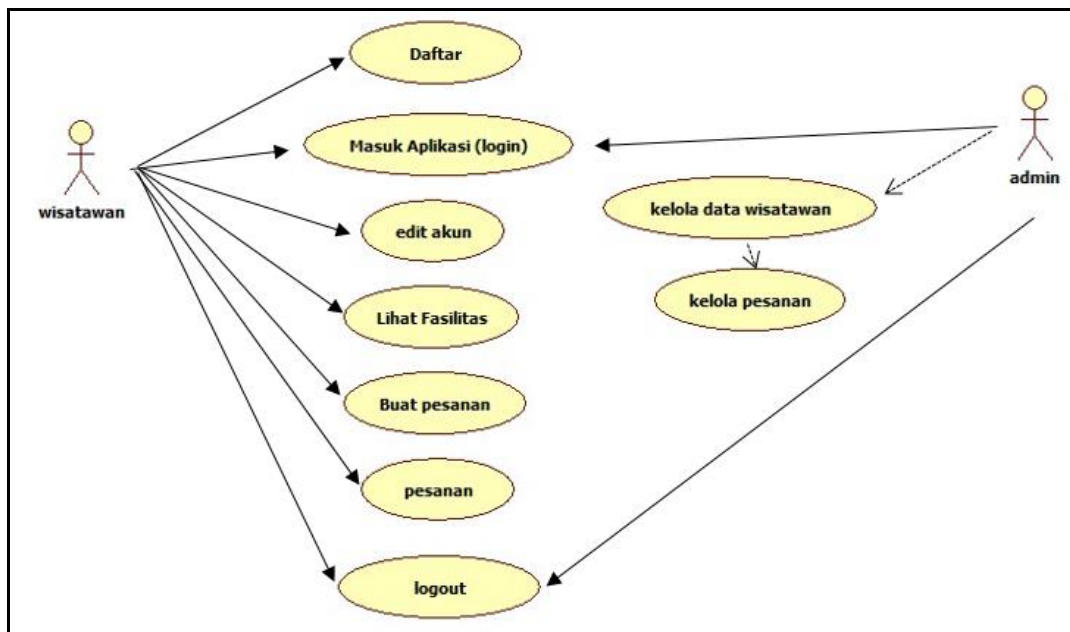 Daftar
Masuk Aplikasi (login)
wisatawan
admin
kelola data wisatawan
edit akun
kelola pesanan
Lihat Fasilitas
Buat pesanan
pesanan
logout